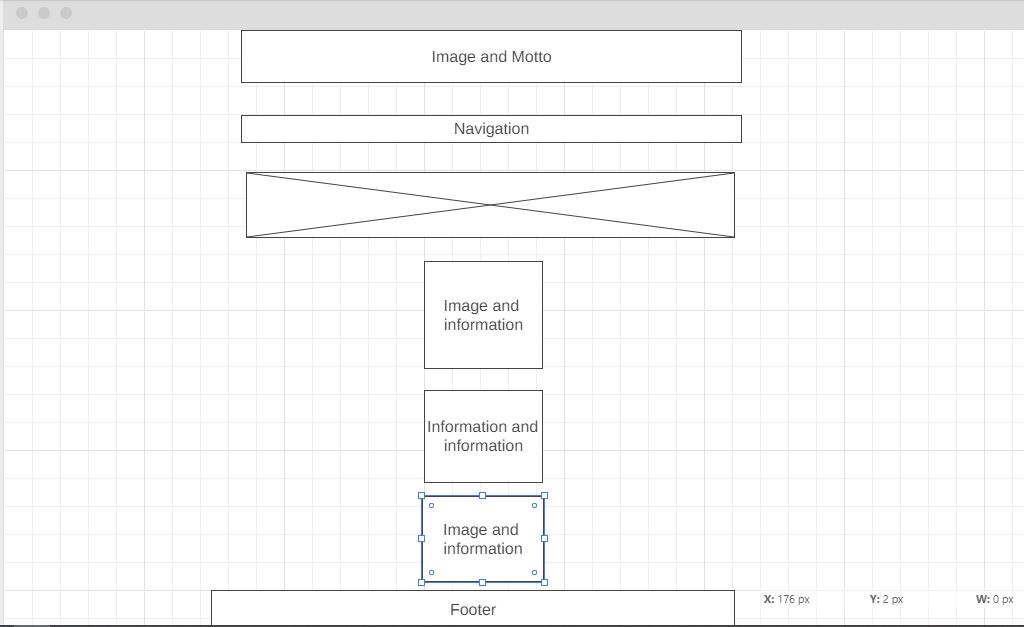 Image and Motto
Navigation
Image and
information
Information and
information
Image and
information
Footer
X: 176 px Y: 2 px W: 0 px